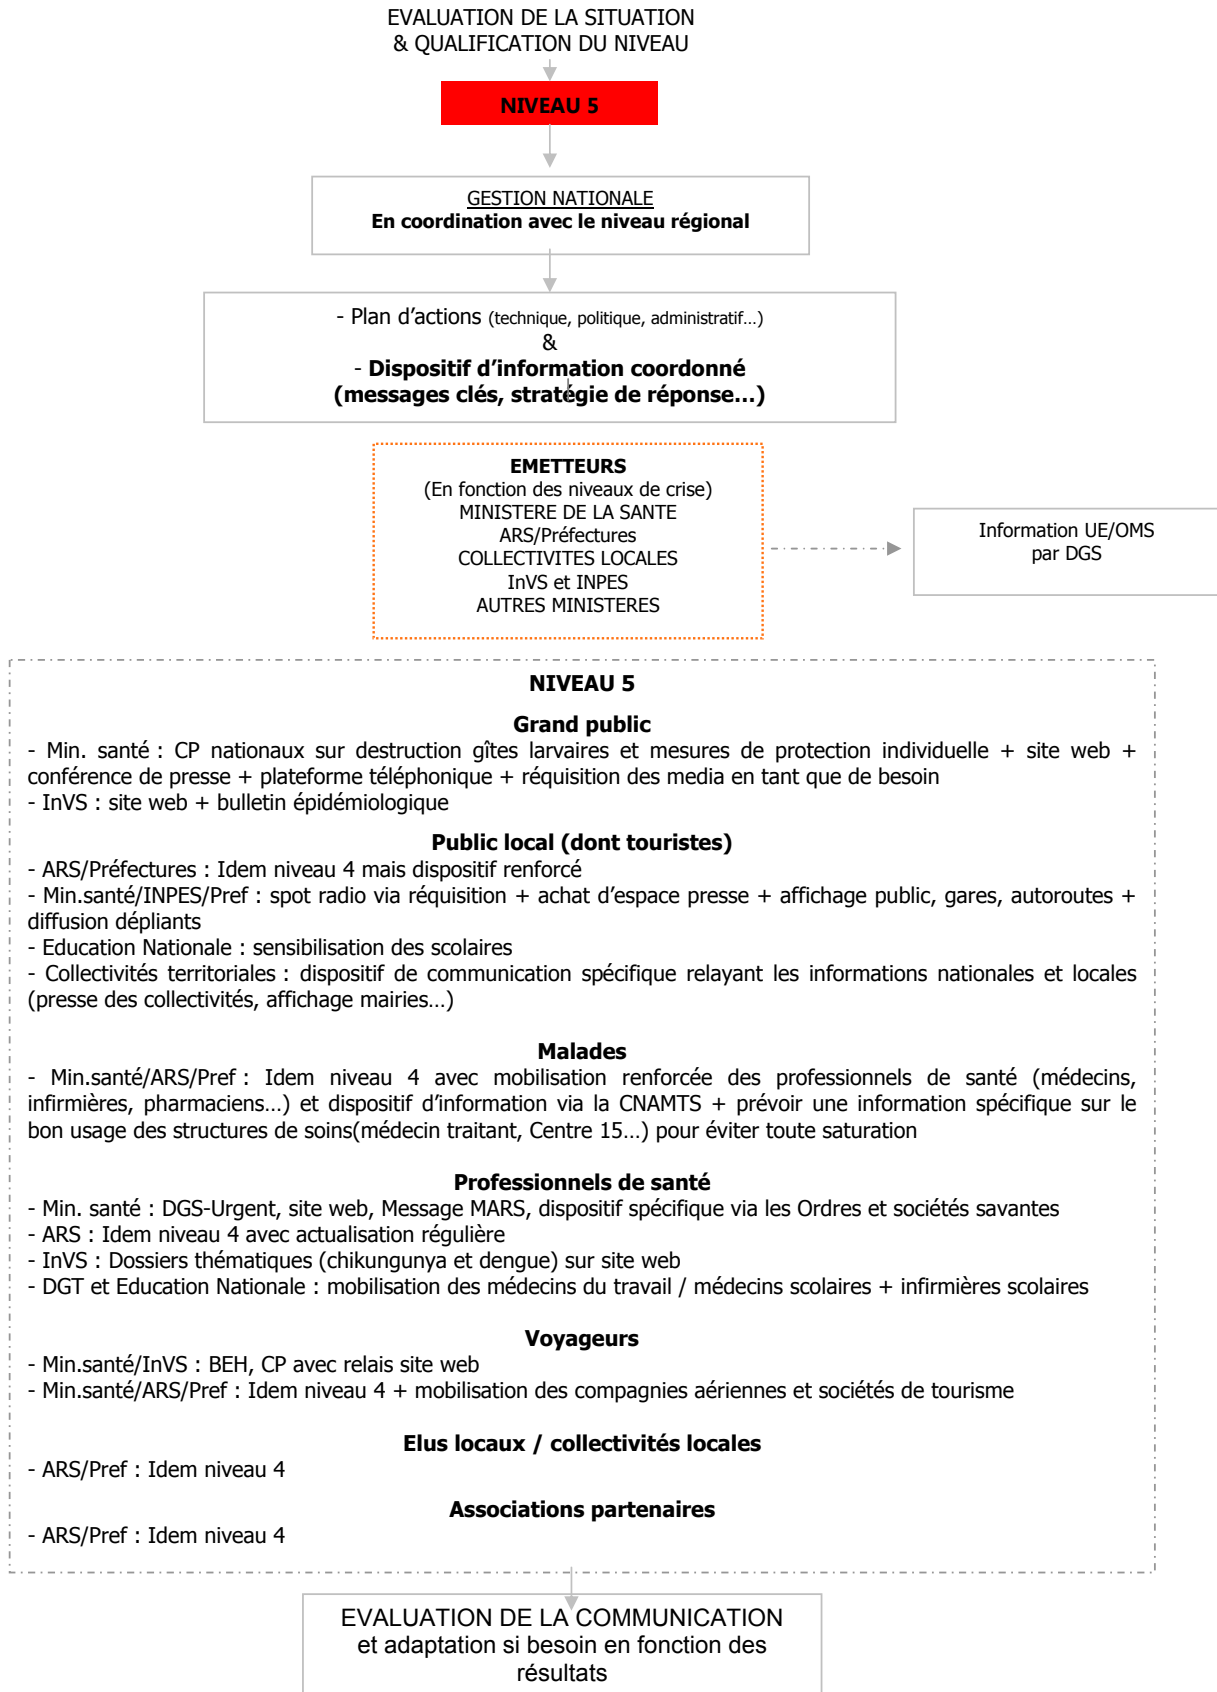 EVALUATION DE LA SITUATION
& QUALIFICATION DU NIVEAU
NIVEAU 5
GESTION NATIONALE
En coordination avec le niveau régional
- Plan d’actions (technique, politique, administratif…)
&
- Dispositif d’information coordonné
(messages clés, stratégie de réponse…)
EMETTEURS
(En fonction des niveaux de crise)
MINISTERE DE LA SANTE
ARS/Préfectures
COLLECTIVITES LOCALES
InVS et INPES
AUTRES MINISTERES
Information UE/OMS
par DGS
NIVEAU 5
Grand public
- Min. santé : CP nationaux sur destruction gîtes larvaires et mesures de protection individuelle + site web +
conférence de presse + plateforme téléphonique + réquisition des media en tant que de besoin
- InVS : site web + bulletin épidémiologique
Public local (dont touristes)
- ARS/Préfectures : Idem niveau 4 mais dispositif renforcé
- Min.santé/INPES/Pref : spot radio via réquisition + achat d’espace presse + affichage public, gares, autoroutes +
diffusion dépliants
- Education Nationale : sensibilisation des scolaires
- Collectivités territoriales : dispositif de communication spécifique relayant les informations nationales et locales
(presse des collectivités, affichage mairies…)
Malades
- Min.santé/ARS/Pref : Idem niveau 4 avec mobilisation renforcée des professionnels de santé (médecins,
infirmières, pharmaciens…) et dispositif d’information via la CNAMTS + prévoir une information spécifique sur le
bon usage des structures de soins(médecin traitant, Centre 15…) pour éviter toute saturation
Professionnels de santé
- Min. santé : DGS-Urgent, site web, Message MARS, dispositif spécifique via les Ordres et sociétés savantes
- ARS : Idem niveau 4 avec actualisation régulière
- InVS : Dossiers thématiques (chikungunya et dengue) sur site web
- DGT et Education Nationale : mobilisation des médecins du travail / médecins scolaires + infirmières scolaires
Voyageurs
- Min.santé/InVS : BEH, CP avec relais site web
- Min.santé/ARS/Pref : Idem niveau 4 + mobilisation des compagnies aériennes et sociétés de tourisme
Elus locaux / collectivités locales
- ARS/Pref : Idem niveau 4
Associations partenaires
- ARS/Pref : Idem niveau 4
EVALUATION DE LA COMMUNICATION
et adaptation si besoin en fonction des
résultats